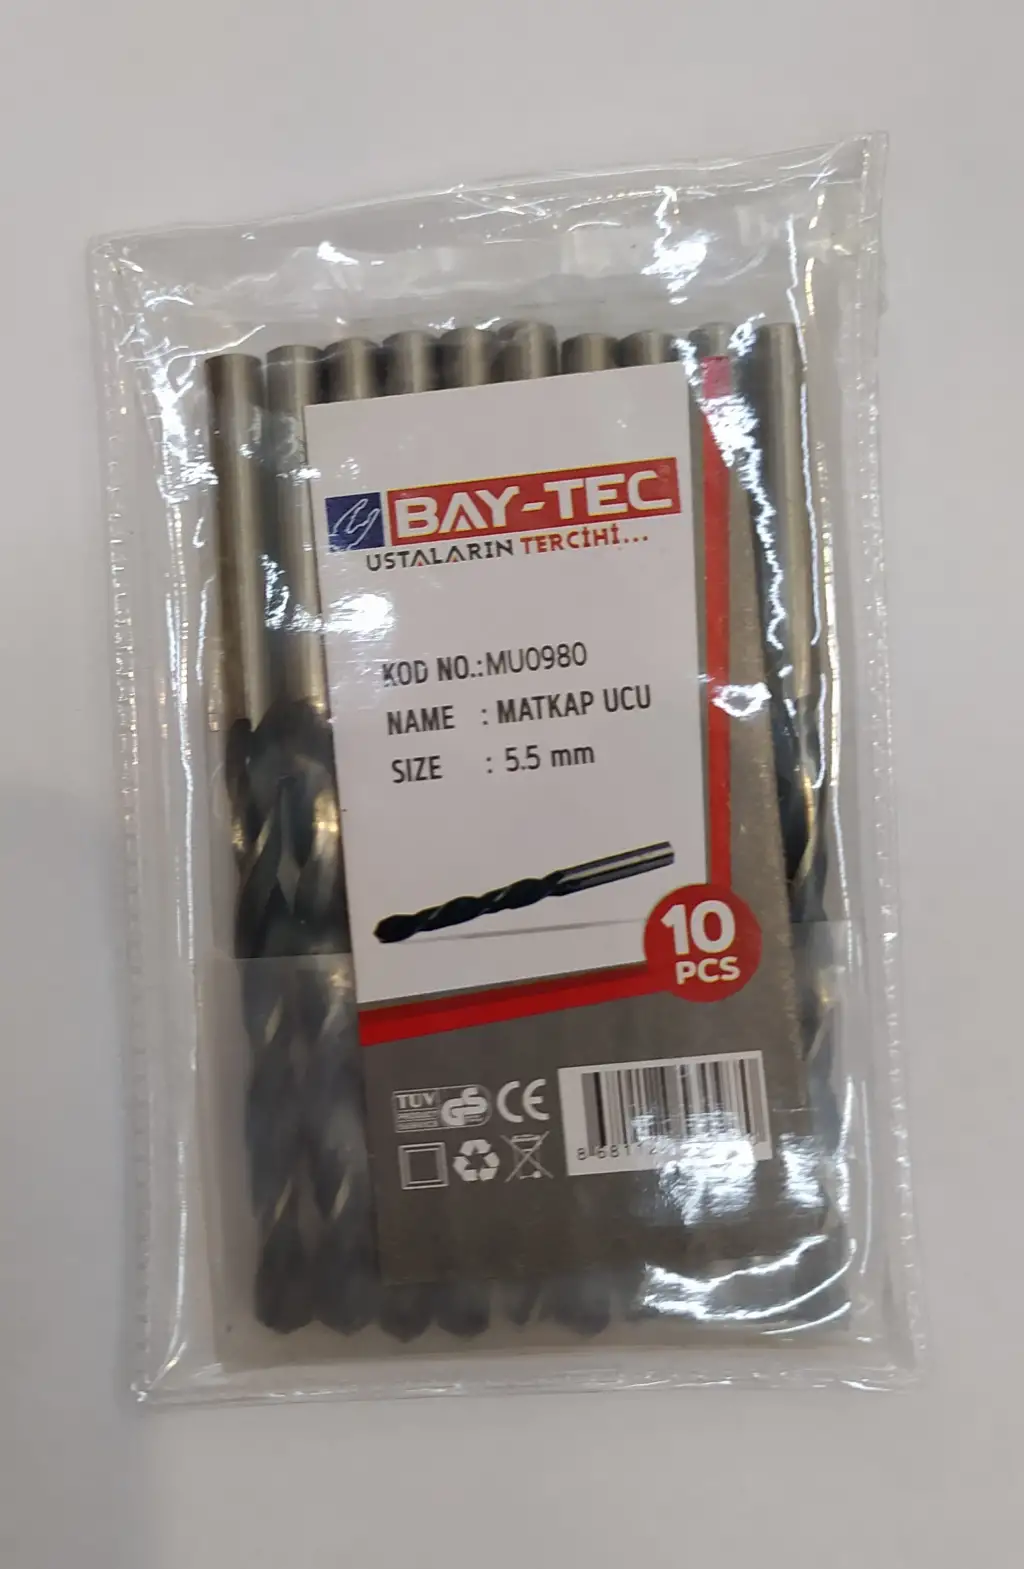 BAY-TEC
USTALARIN TERCİHİ...
KOD NO.:MU0980
NAME : MATKAP UCU
SIZE : 5.5 mm
10
PCS
TUV
GS
CE